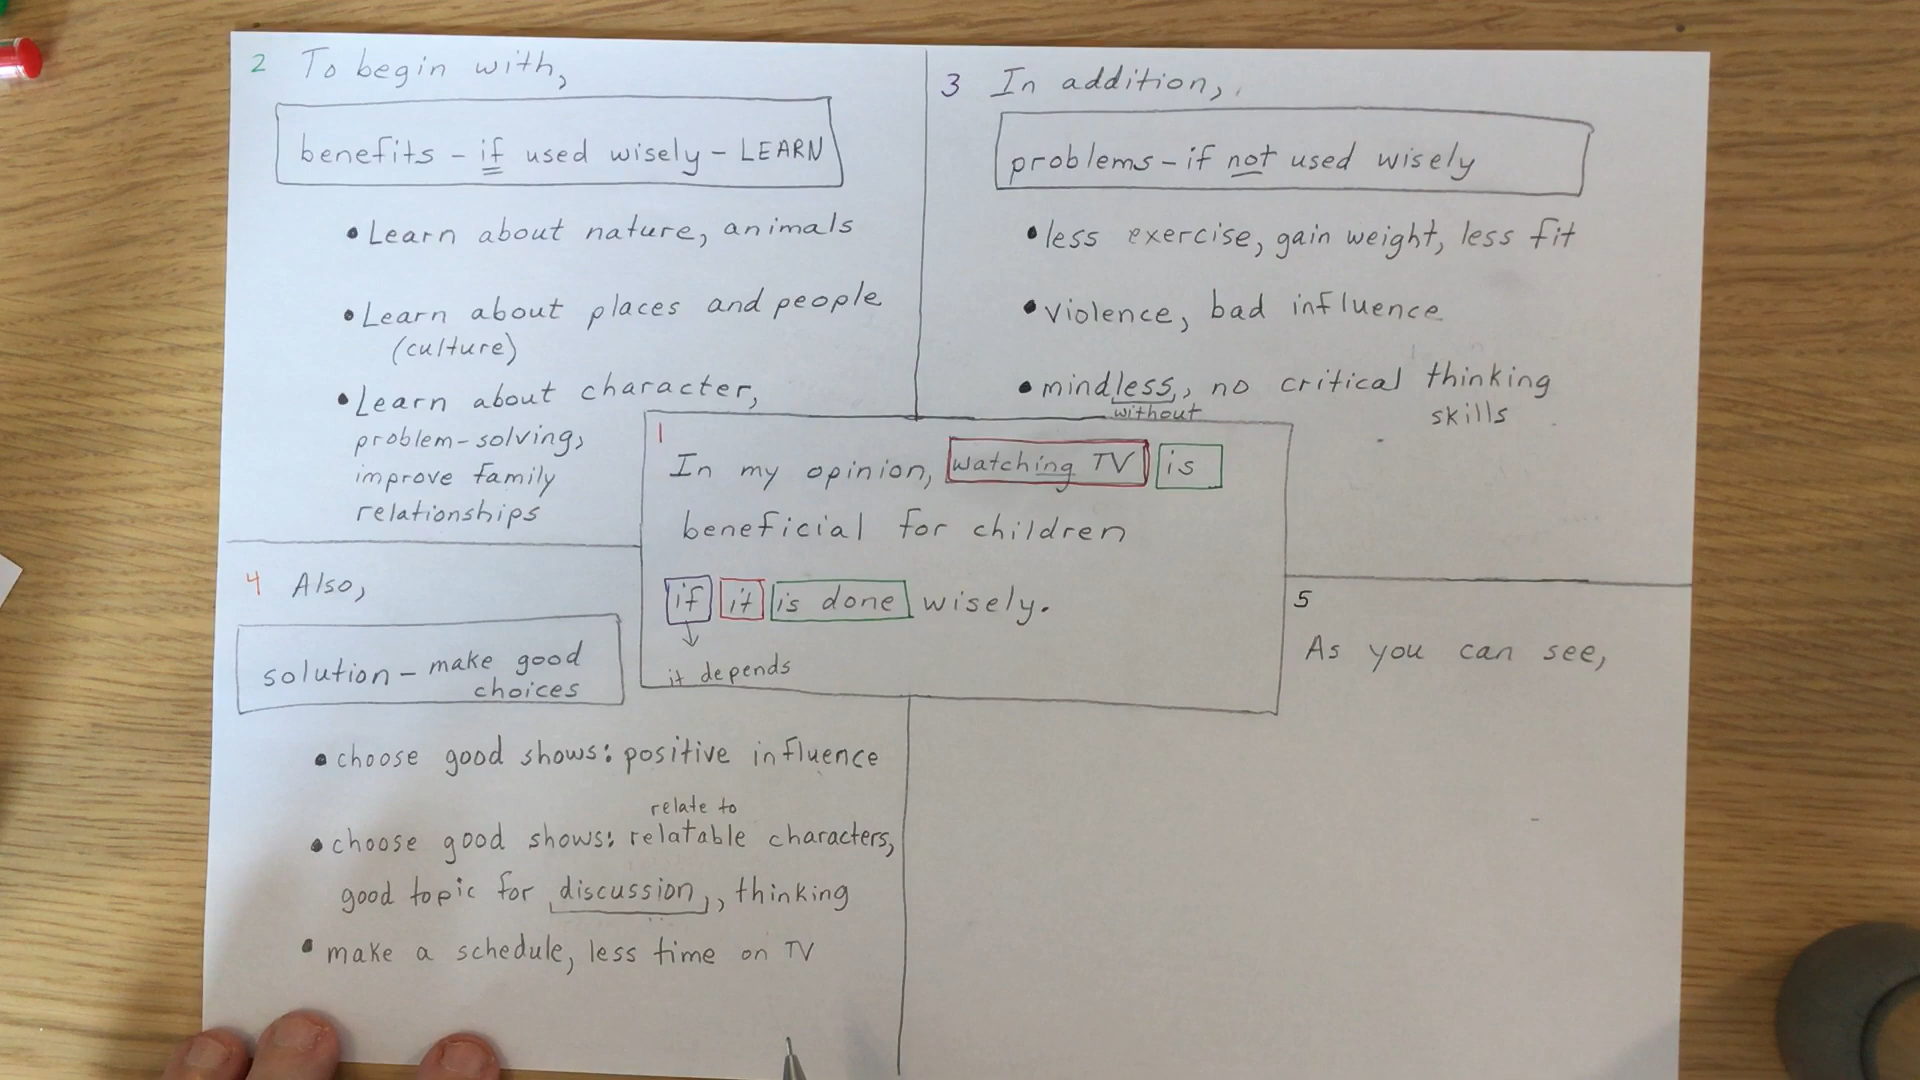 2 To begin with,
benefits - if used wisely - LEARN
• Learn about nature, animals
• Learn about places and people
(culture)
• Learn about character,
problem-solving,
improve family
relationships
3 In addition,
problems - if not used wisely
• less exercise, gain weight, less fit
• violence, bad influence
• mindless, no critical thinking
without
skills
1
In my opinion, watching TV is
beneficial for children
if it is done wisely.
it depends
4 Also,
solution - make good
choices
• choose good shows: positive influence
relate to
• choose good shows: relatable characters,
good topic for discussion, thinking
• make a schedule, less time on TV
5
As you can see,